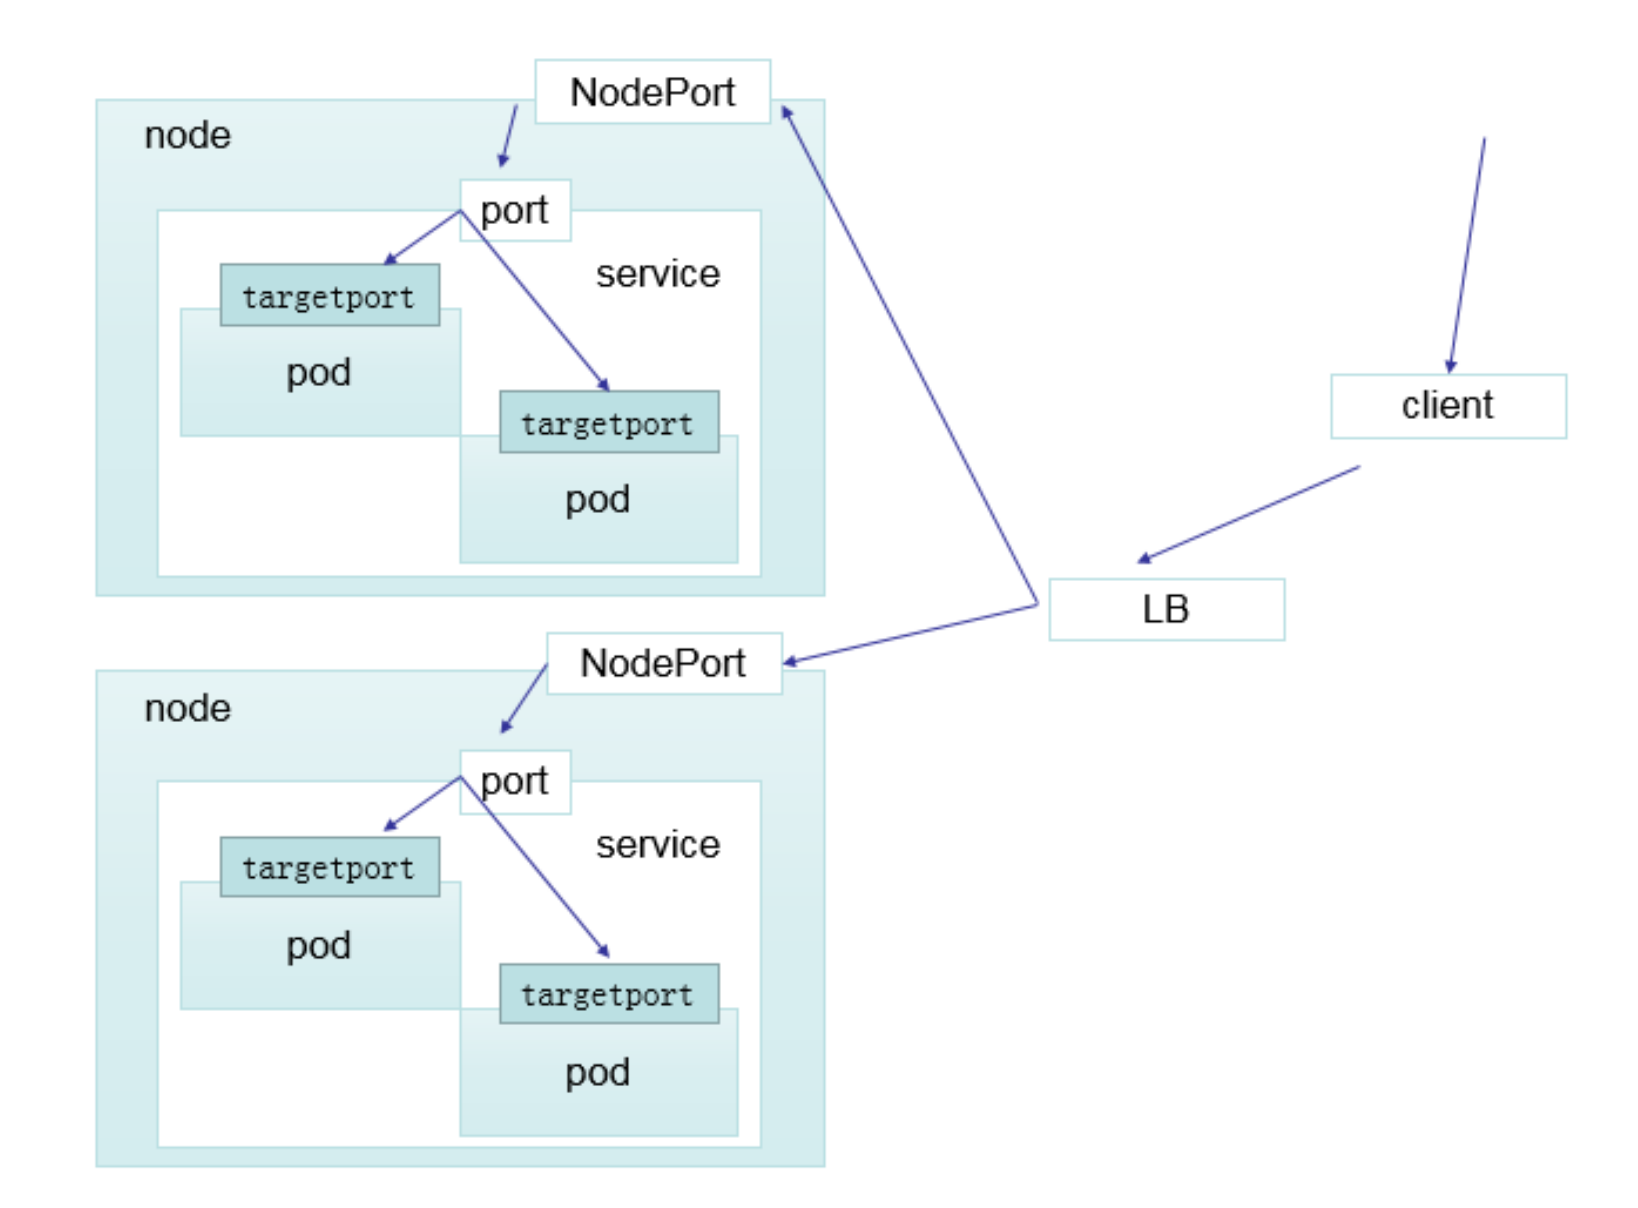 NodePort
node
port
service
targetport
pod
targetport
pod
client
LB
NodePort
node
port
service
targetport
pod
targetport
pod